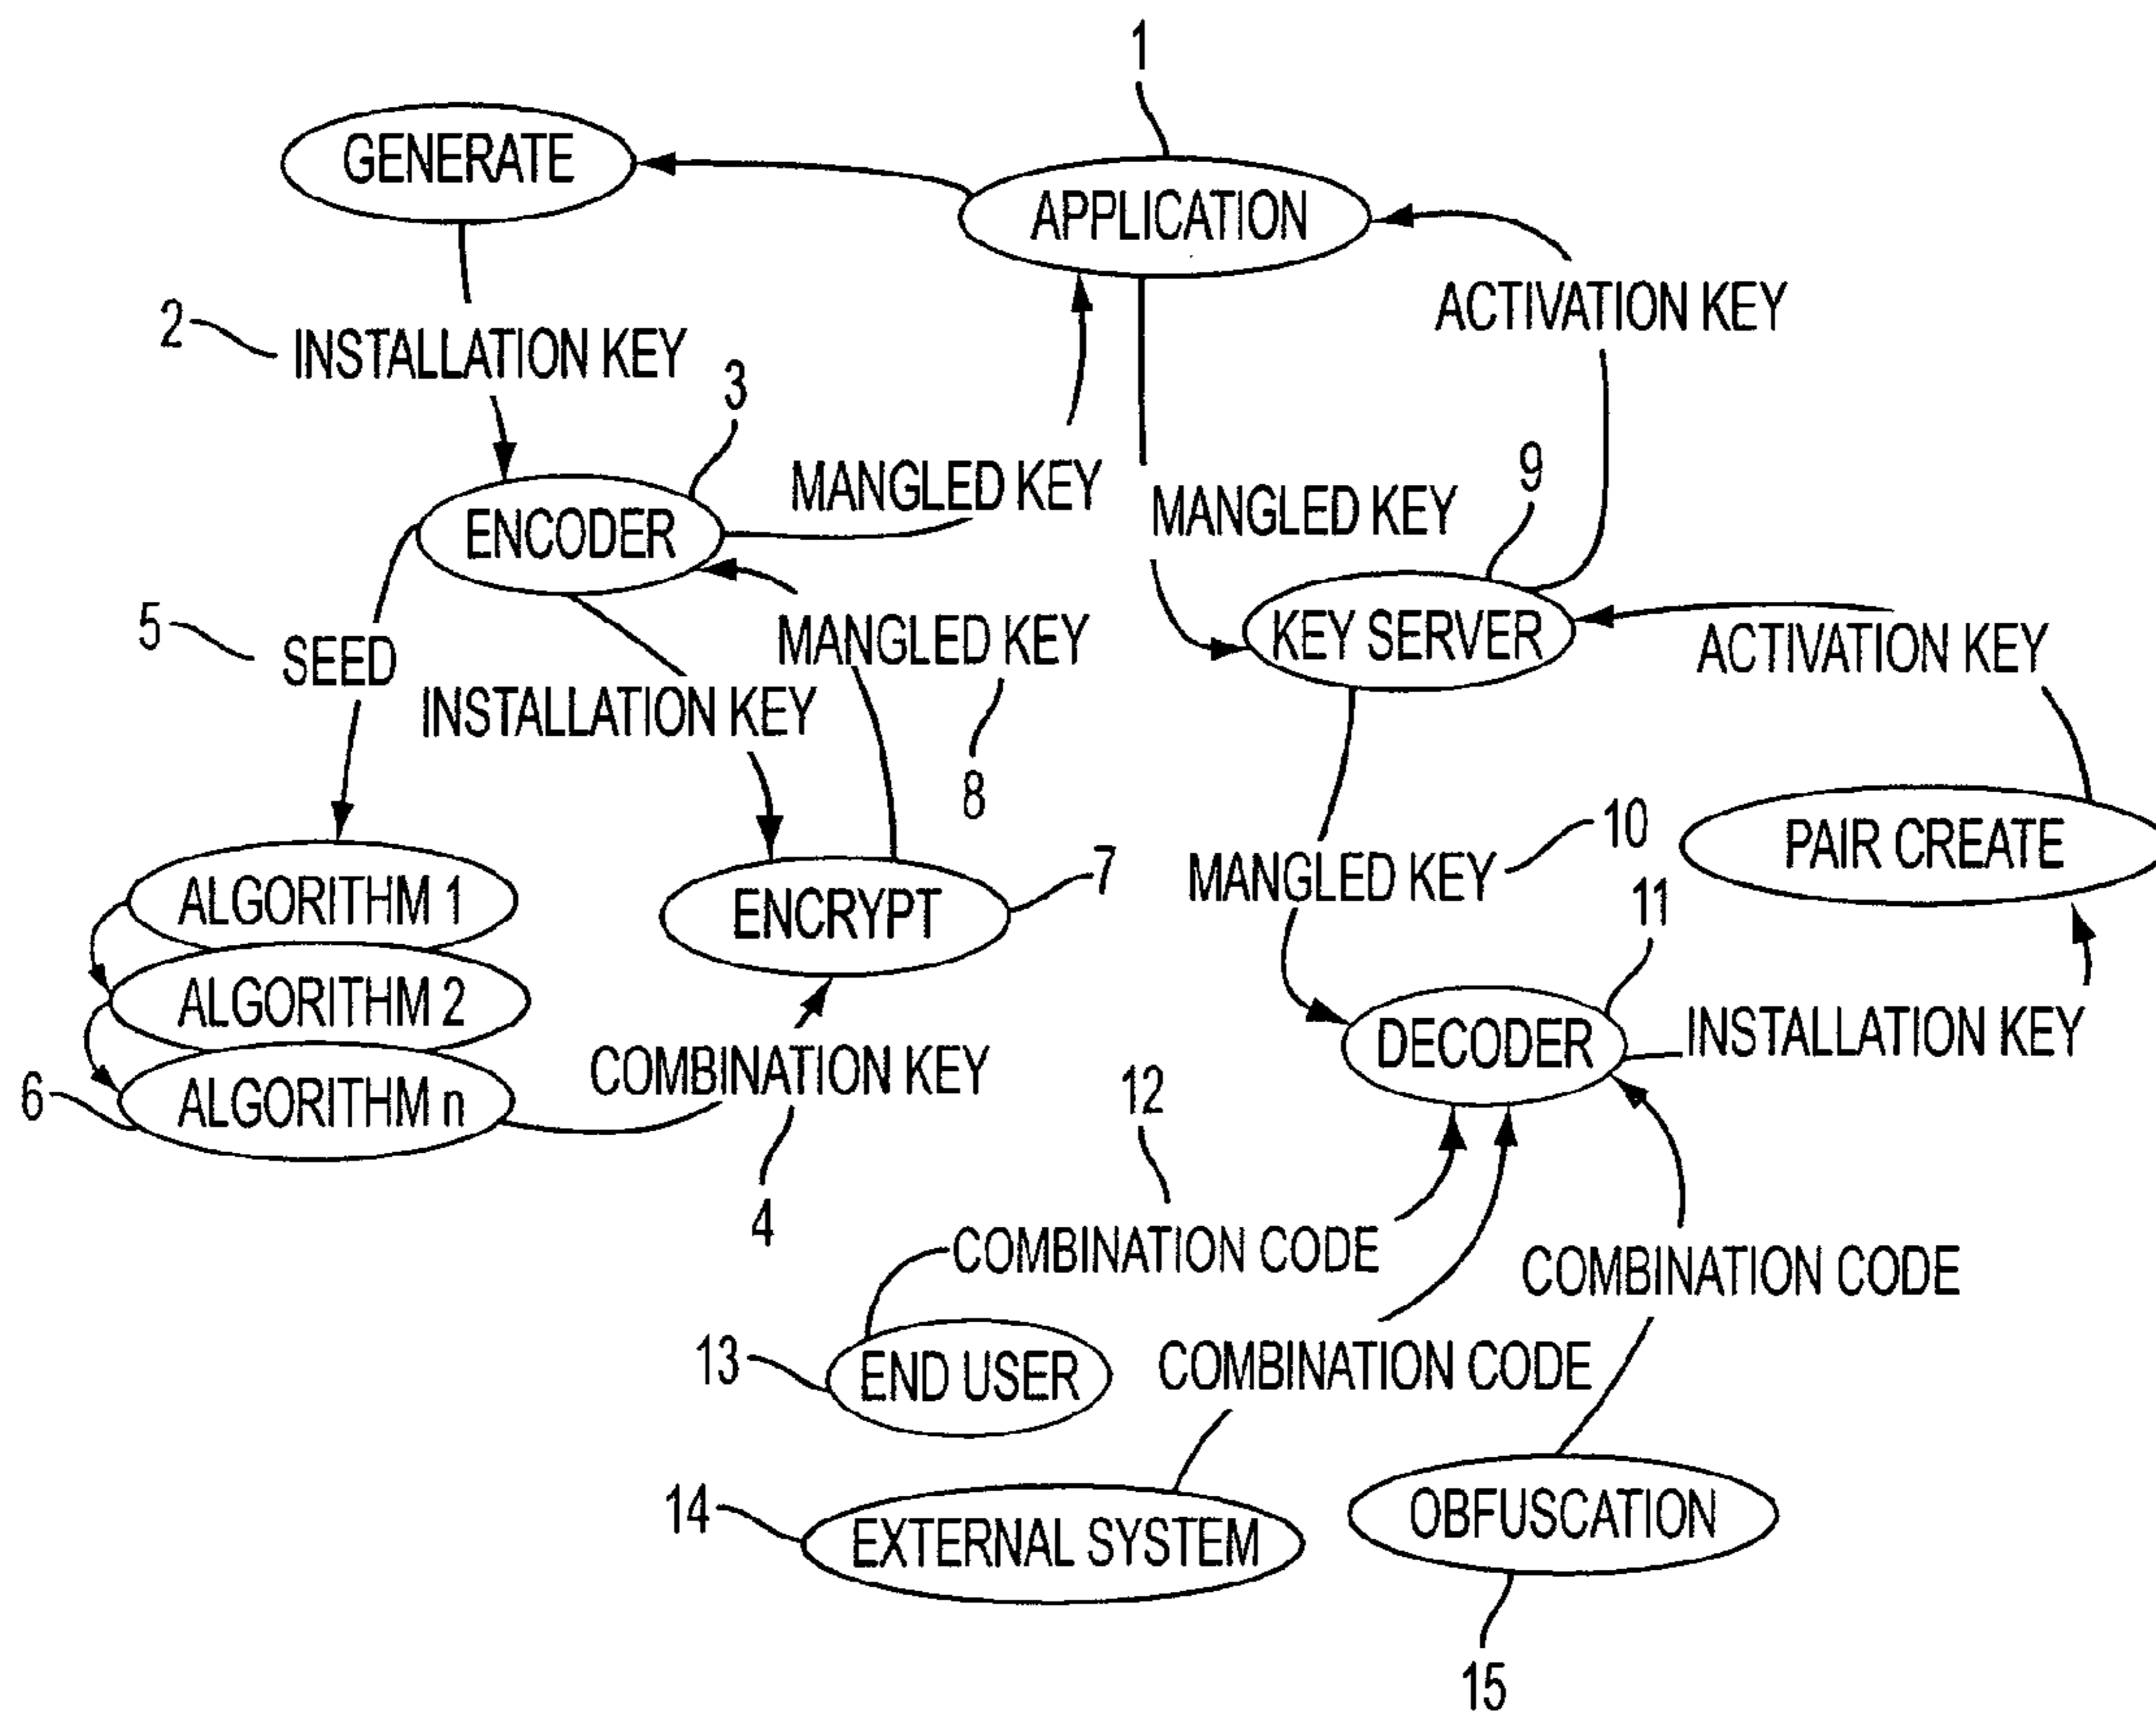 1
GENERATE
APPLICATION
ACTIVATION KEY
2
INSTALLATION KEY
3
MANGLED KEY
MANGLED KEY
9
ENCODER
5
SEED
MANGLED KEY
KEY SERVER
ACTIVATION KEY
INSTALLATION KEY
8
10
PAIR CREATE
MANGLED KEY
7
11
ALGORITHM 1
ENCRYPT
ALGORITHM 2
DECODER
INSTALLATION KEY
COMBINATION KEY
6
ALGORITHM n
12
4
COMBINATION CODE
COMBINATION CODE
13
END USER
COMBINATION CODE
14
EXTERNAL SYSTEM
OBFUSCATION
15